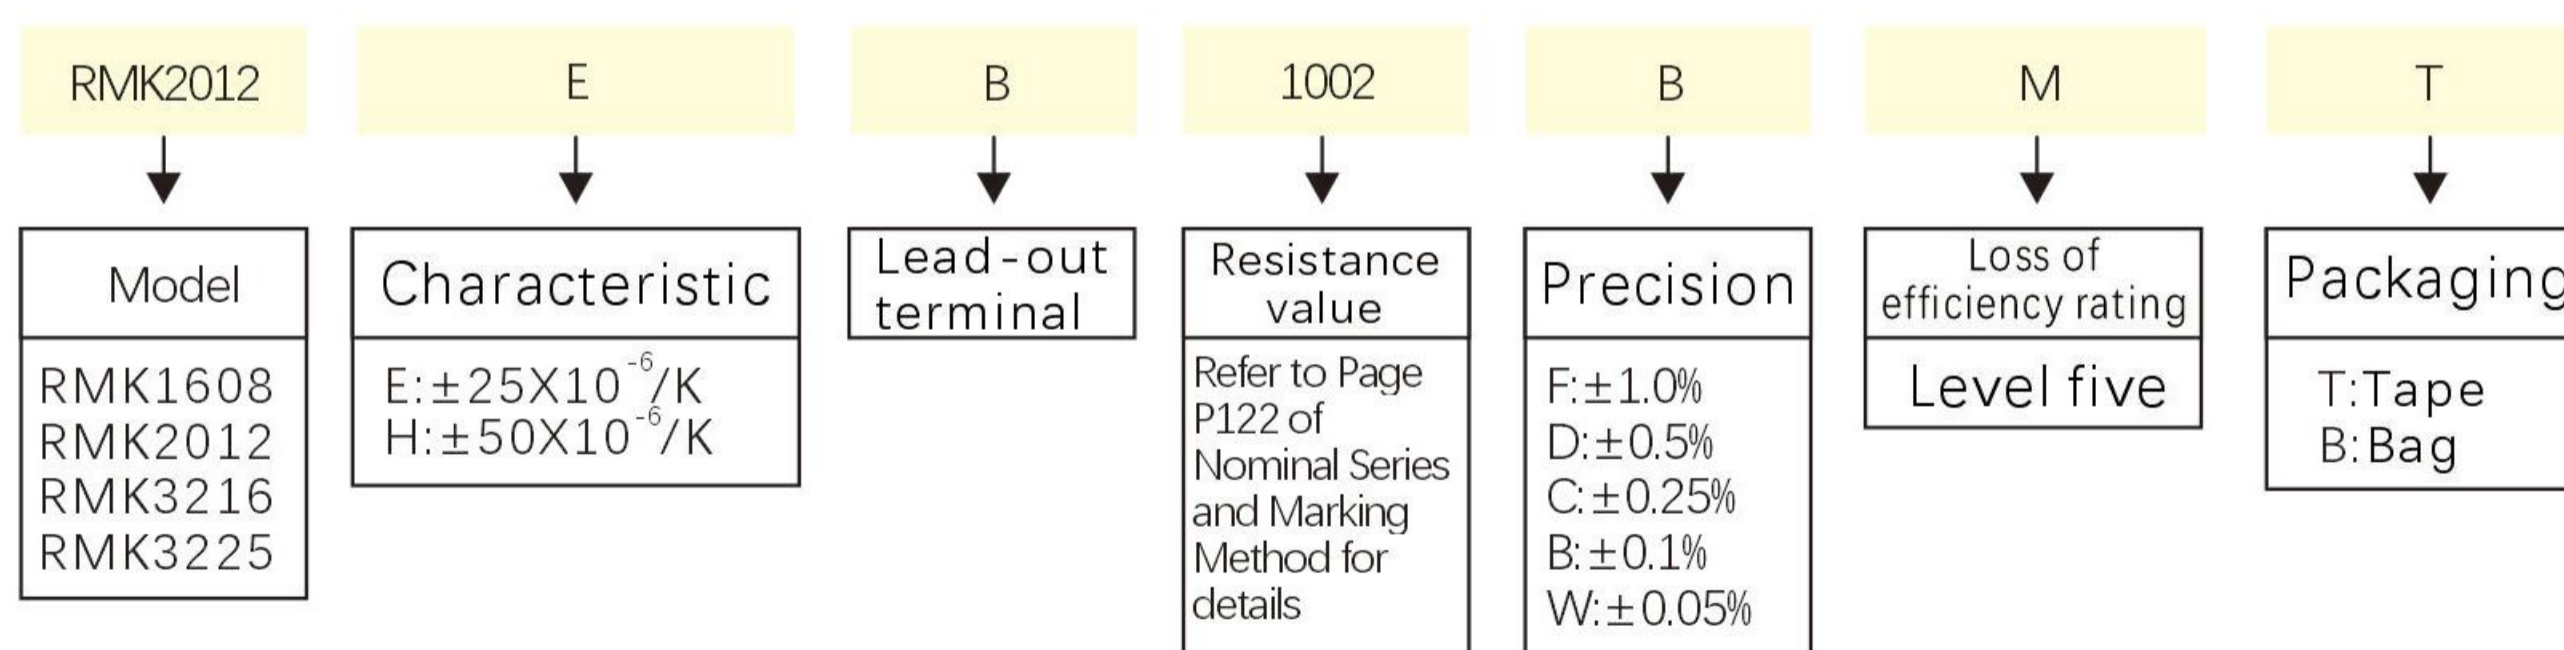 RMK2012 E B 1002 B M T
Model
RMK1608
RMK2012
RMK3216
RMK3225
Characteristic
E:±25X10⁻⁶/K
H:±50X10⁻⁶/K
Lead-out
terminal
Resistance
value
Refer to Page
P122 of
Nominal Series
and Marking
Method for
details
Precision
F:±1.0%
D:±0.5%
C:±0.25%
B:±0.1%
W:±0.05%
Loss of
efficiency rating
Level five
Packaging
T:Tape
B:Bag